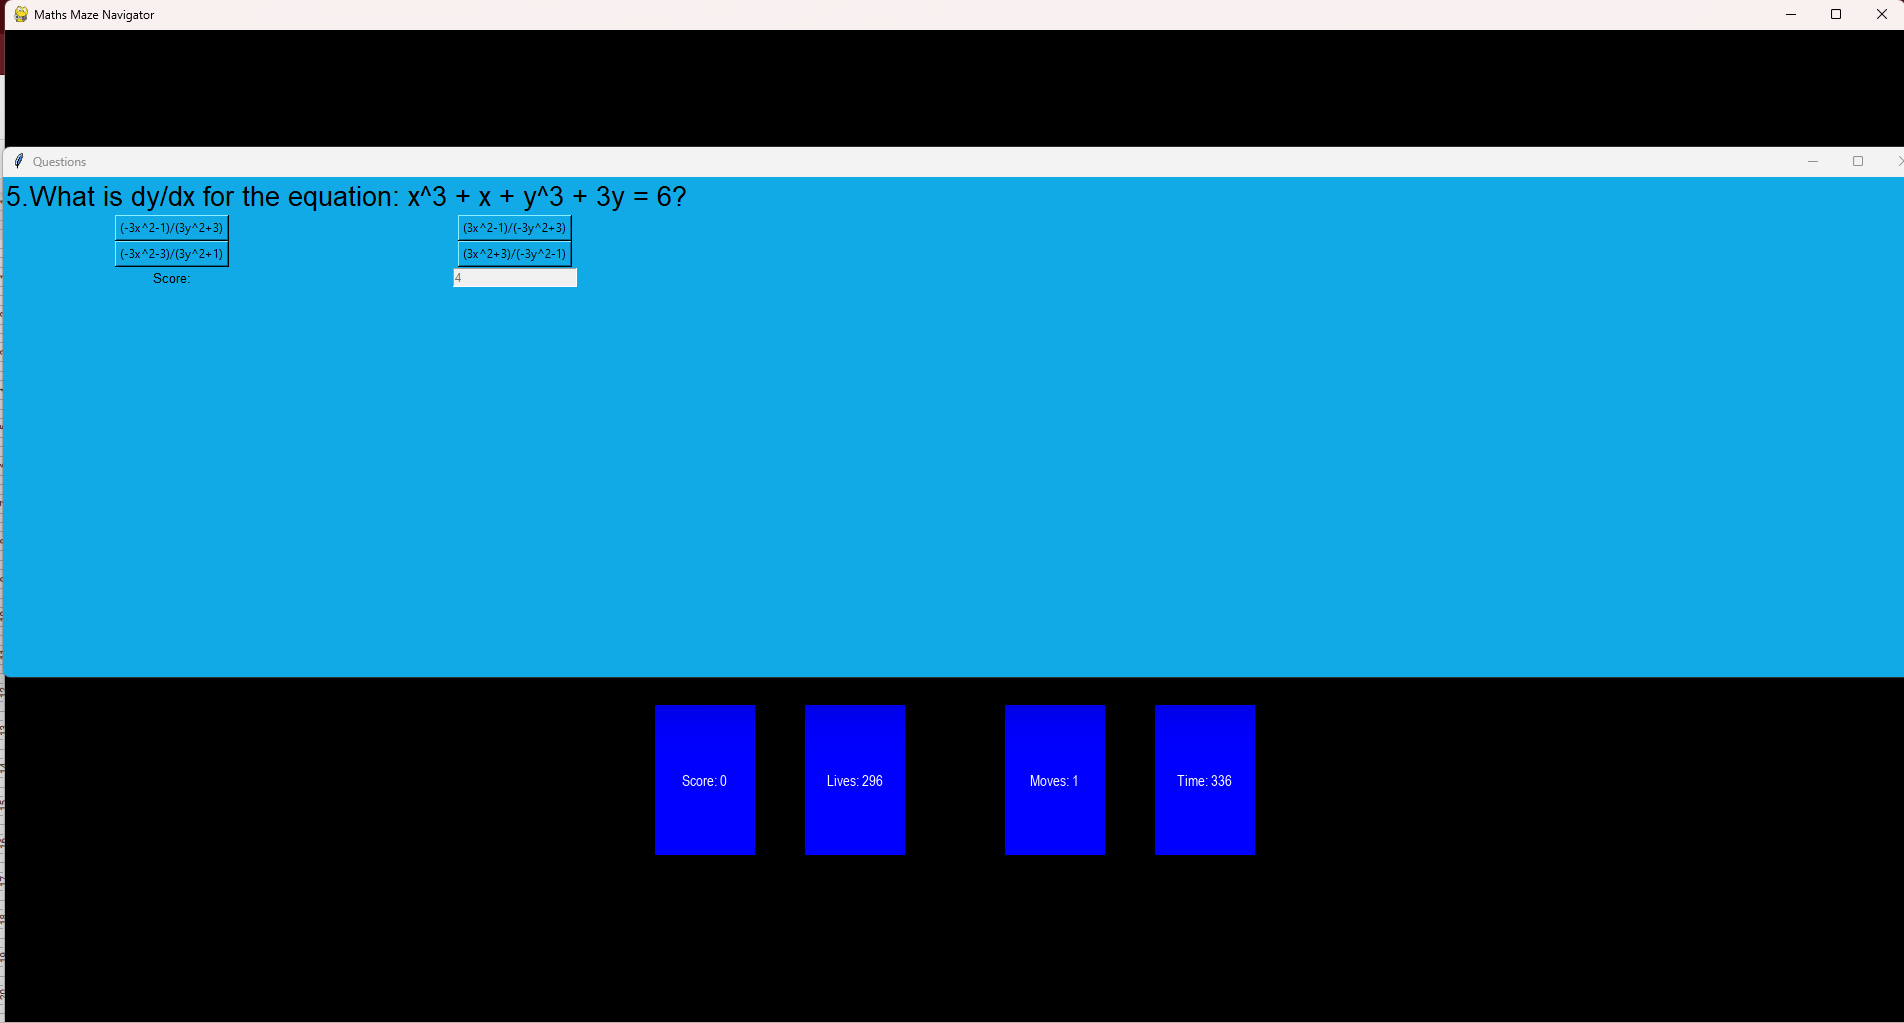 Maths Maze Navigator
Questions
5.What is dy/dx for the equation: x^3 + x + y^3 + 3y = 6?
(-3x^2-1)/(3y^2+3) (3x^2-1)/(-3y^2+3)
(-3x^2-3)/(3y^2+1) (3x^2+3)/(-3y^2-1)
Score: 4
Score: 0 Lives: 296 Moves: 1 Time: 336